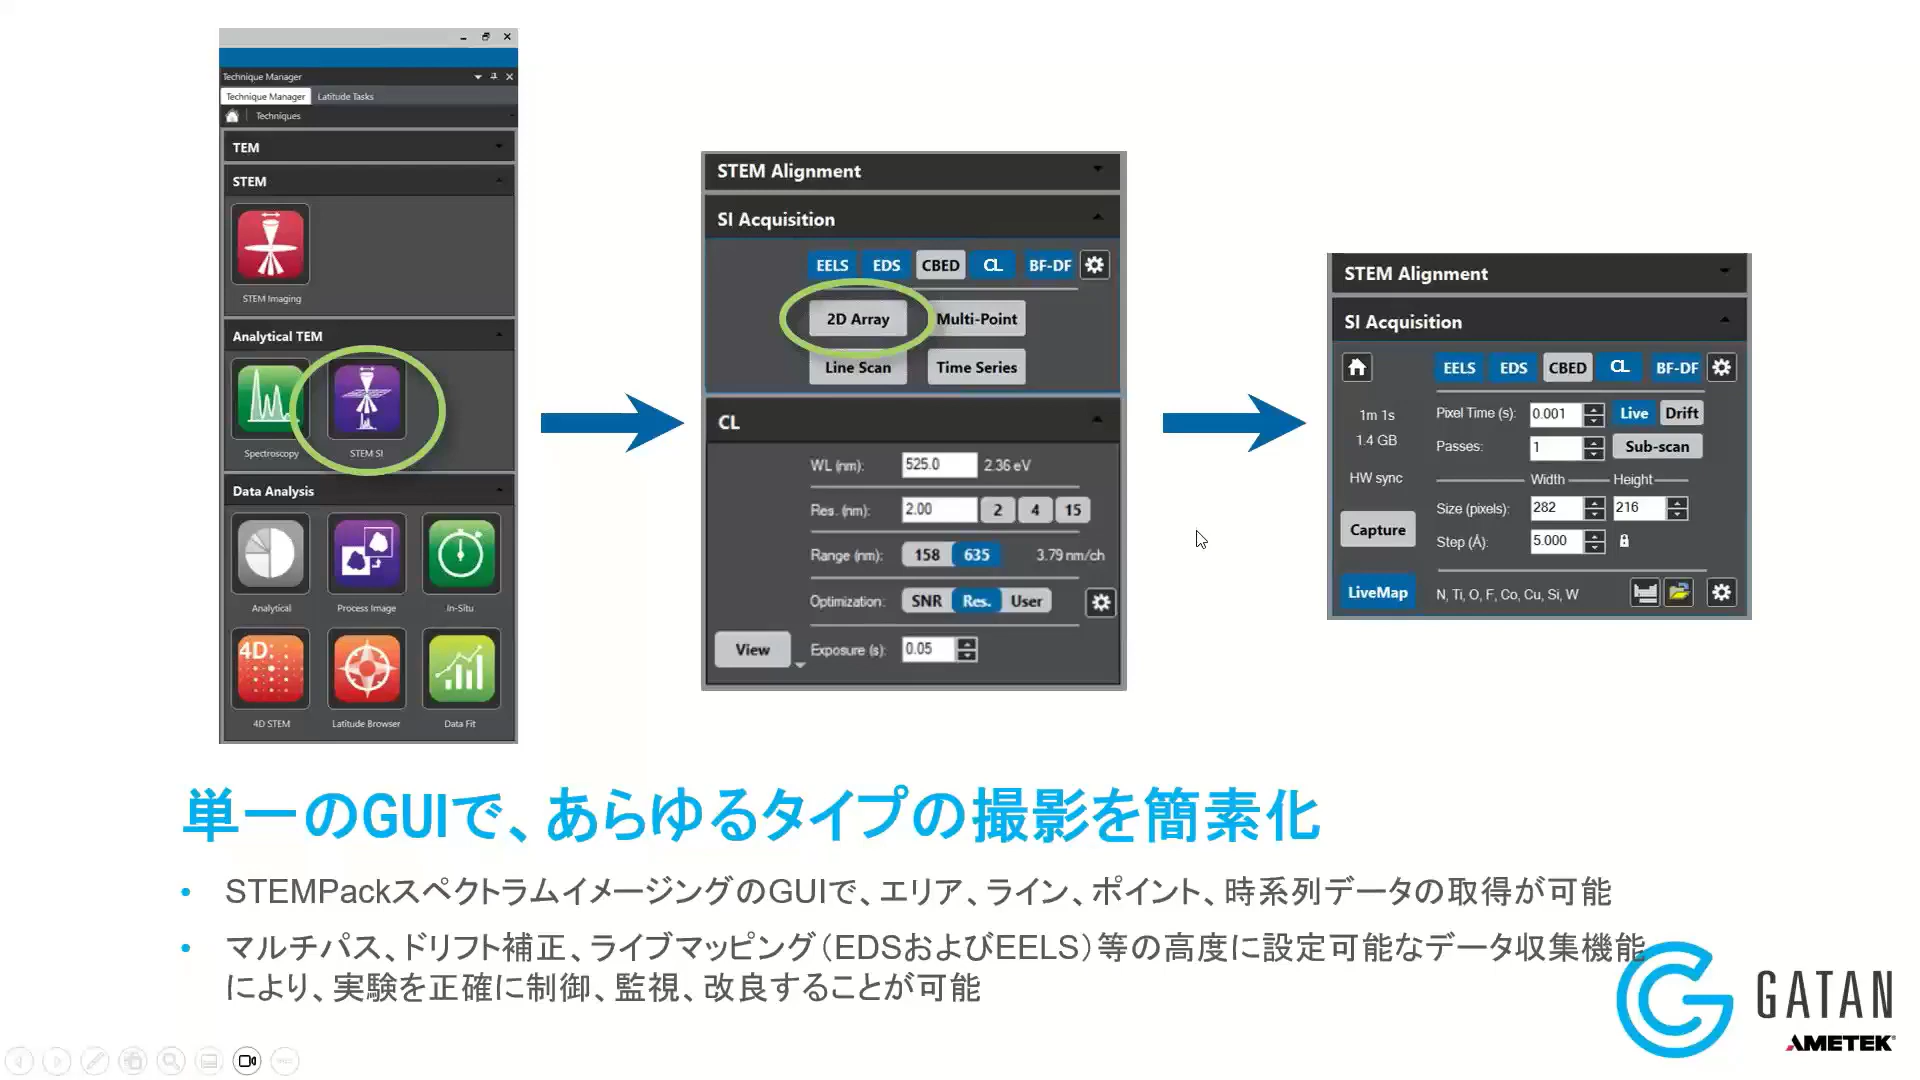 Technique Manager
Technique Manager Latitude Tasks
Techniques
TEM
STEM
STEM Imaging
Analytical TEM
Spectroscopy STEM SI
Data Analysis
Analytical Process Image In-Situ
4D
4D STEM Latitude Browser Data Fit
STEM Alignment
SI Acquisition
EELS EDS CBED CL BF-DF
2D Array Multi-Point
Line Scan Time Series
CL
WL (nm): 525.0 2.36 eV
Res. (nm): 2.00 2 4 15
Range (nm): 158 635 3.79 nm/ch
Optimization: SNR Res. User
View Exposure (s): 0.05
STEM Alignment
SI Acquisition
EELS EDS CBED CL BF-DF
1m 1s Pixel Time (s): 0.001 Live Drift
1.4 GB Passes: 1 Sub-scan
HW sync Width Height
Size (pixels): 282 216
Capture Step (Å): 5.000
LiveMap N, Ti, O, F, Co, Cu, Si, W
単一のGUIで、あらゆるタイプの撮影を簡素化
• STEMPackスペクトラムイメージングのGUIで、エリア、ライン、ポイント、時系列データの取得が可能
• マルチパス、ドリフト補正、ライブマッピング（EDSおよびEELS）等の高度に設定可能なデータ収集機能
により、実験を正確に制御、監視、改良することが可能
GATAN
AMETEK